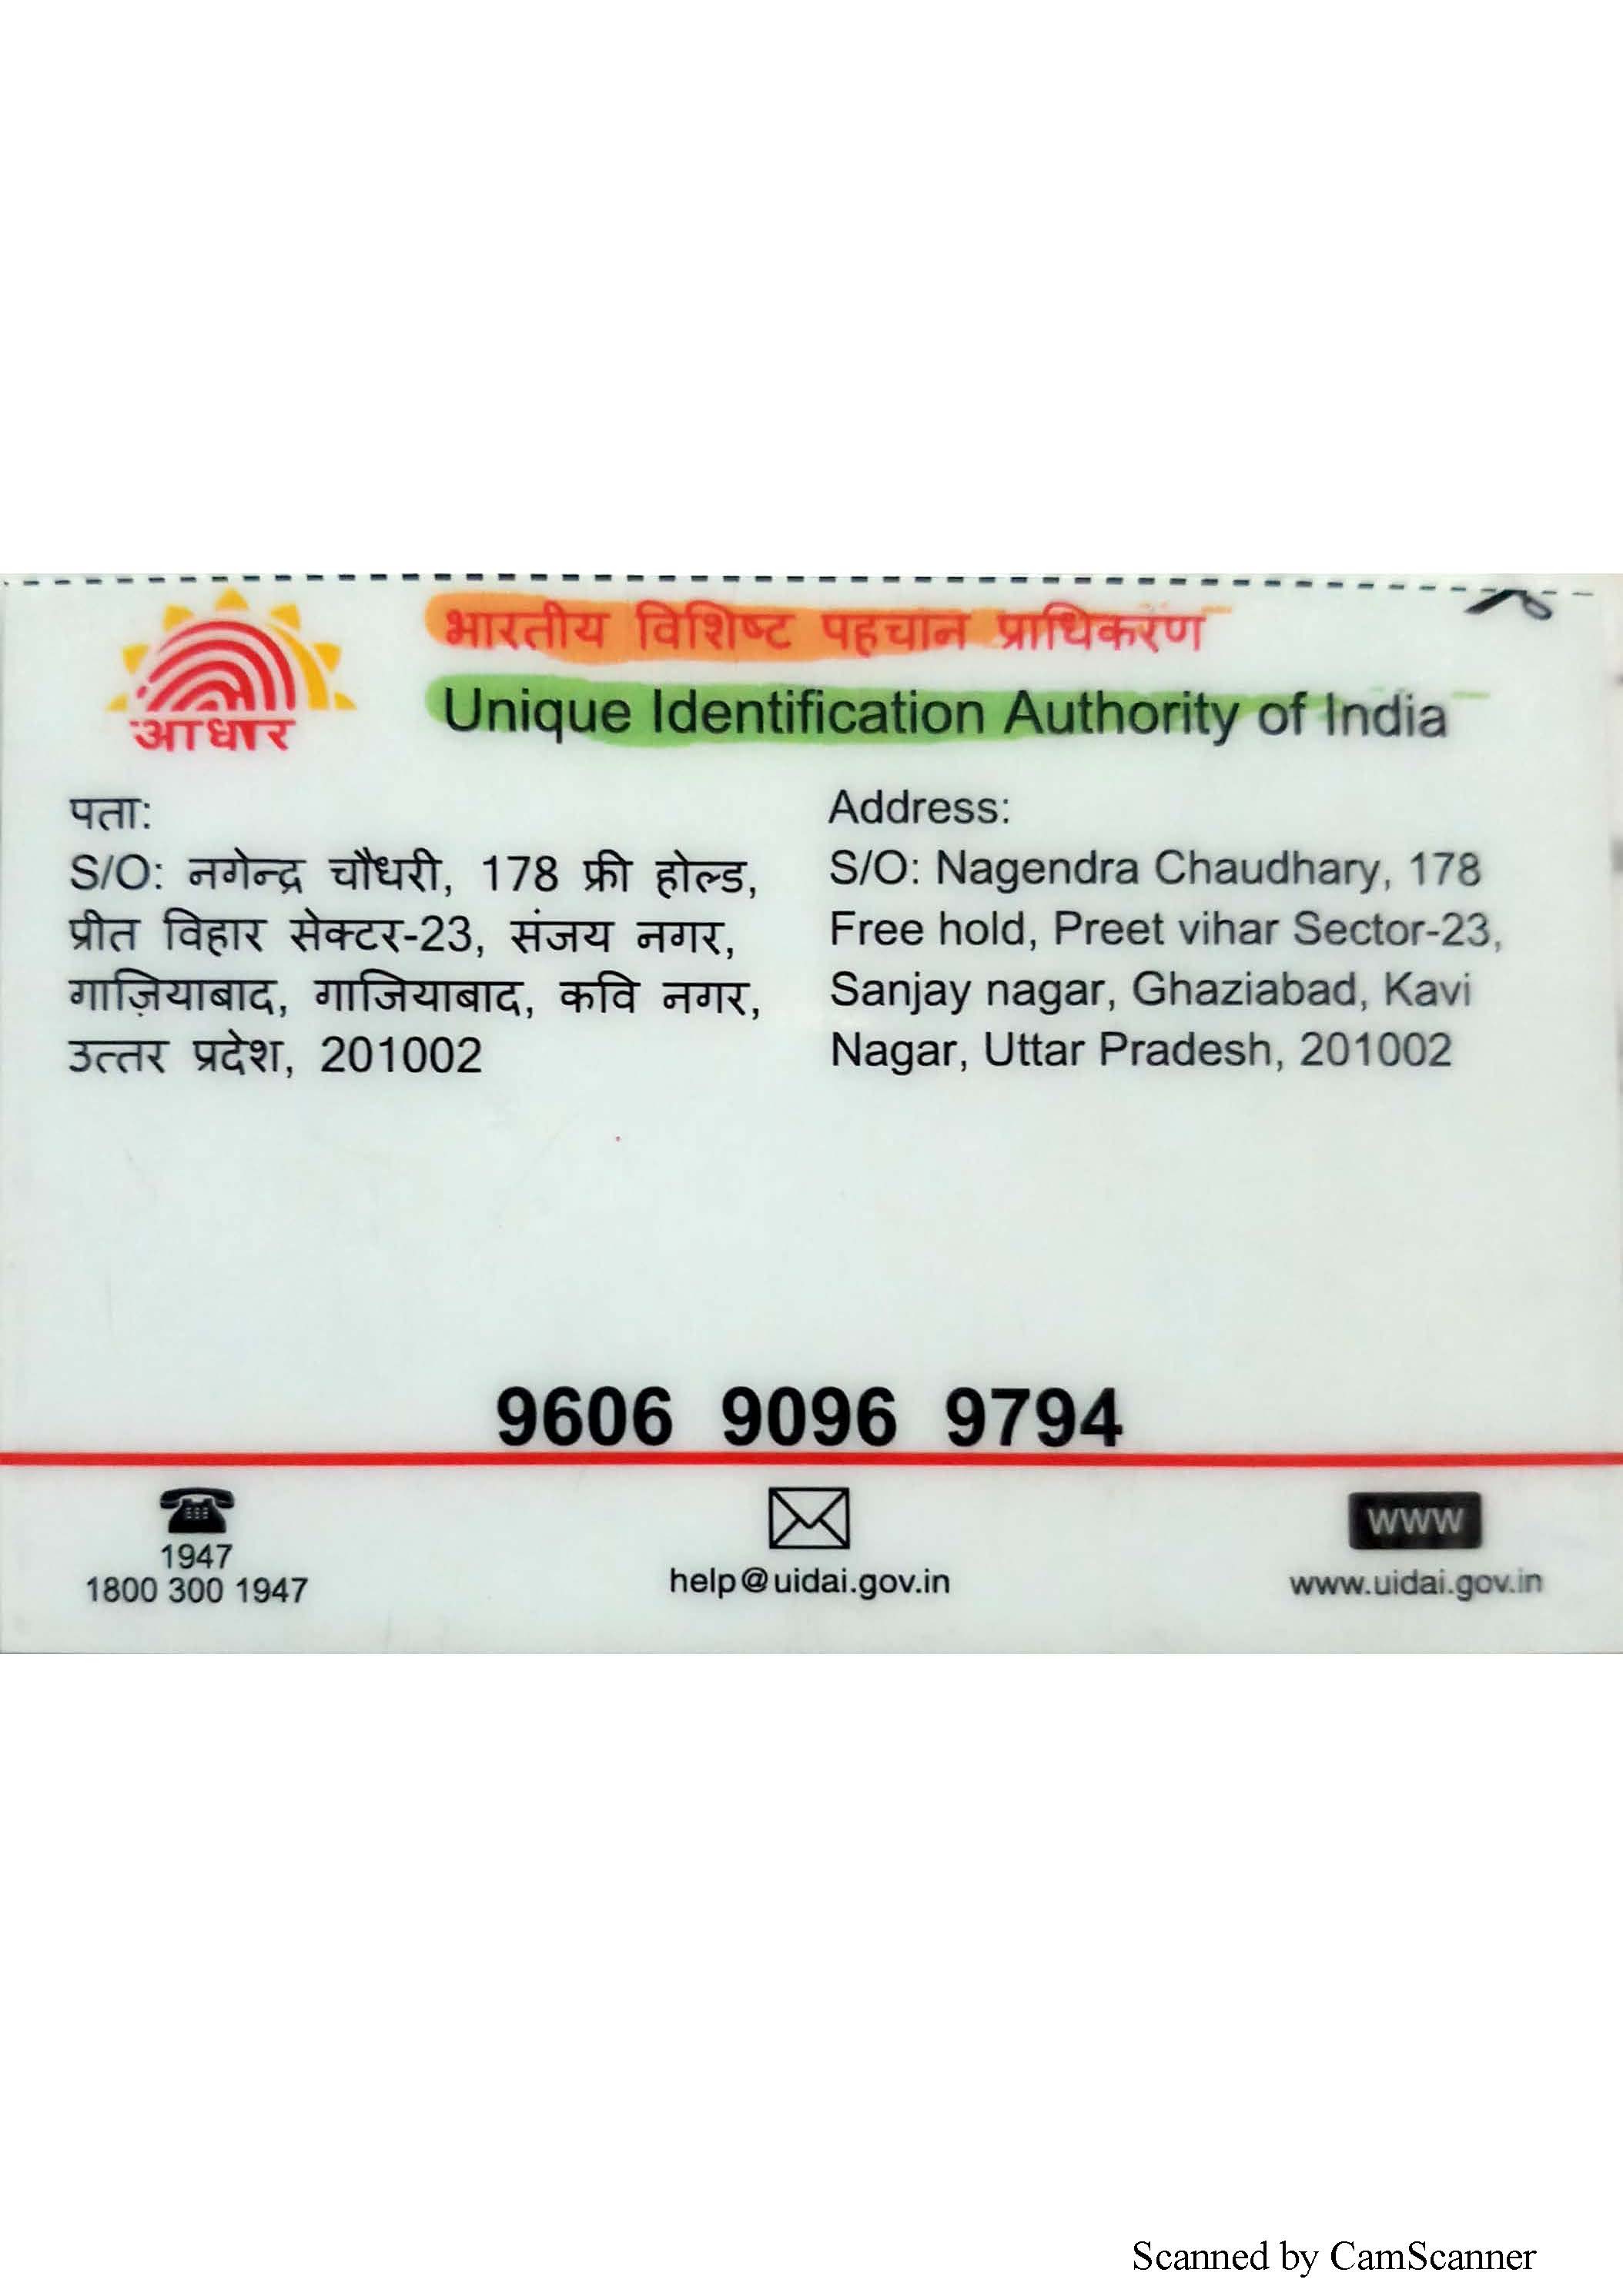 भारतीय विशिष्ट पहचान प्राधिकरण
Unique Identification Authority of India
आधार
पता:
S/O: नगेन्द्र चौधरी, 178 फ्री होल्ड,
प्रीत विहार सेक्टर-23, संजय नगर,
गाज़ियाबाद, गाजियाबाद, कवि नगर,
उत्तर प्रदेश, 201002
Address:
S/O: Nagendra Chaudhary, 178
Free hold, Preet vihar Sector-23,
Sanjay nagar, Ghaziabad, Kavi
Nagar, Uttar Pradesh, 201002
9606 9096 9794
1947
1800 300 1947
help@uidai.gov.in
www
www.uidai.gov.in
Scanned by CamScanner